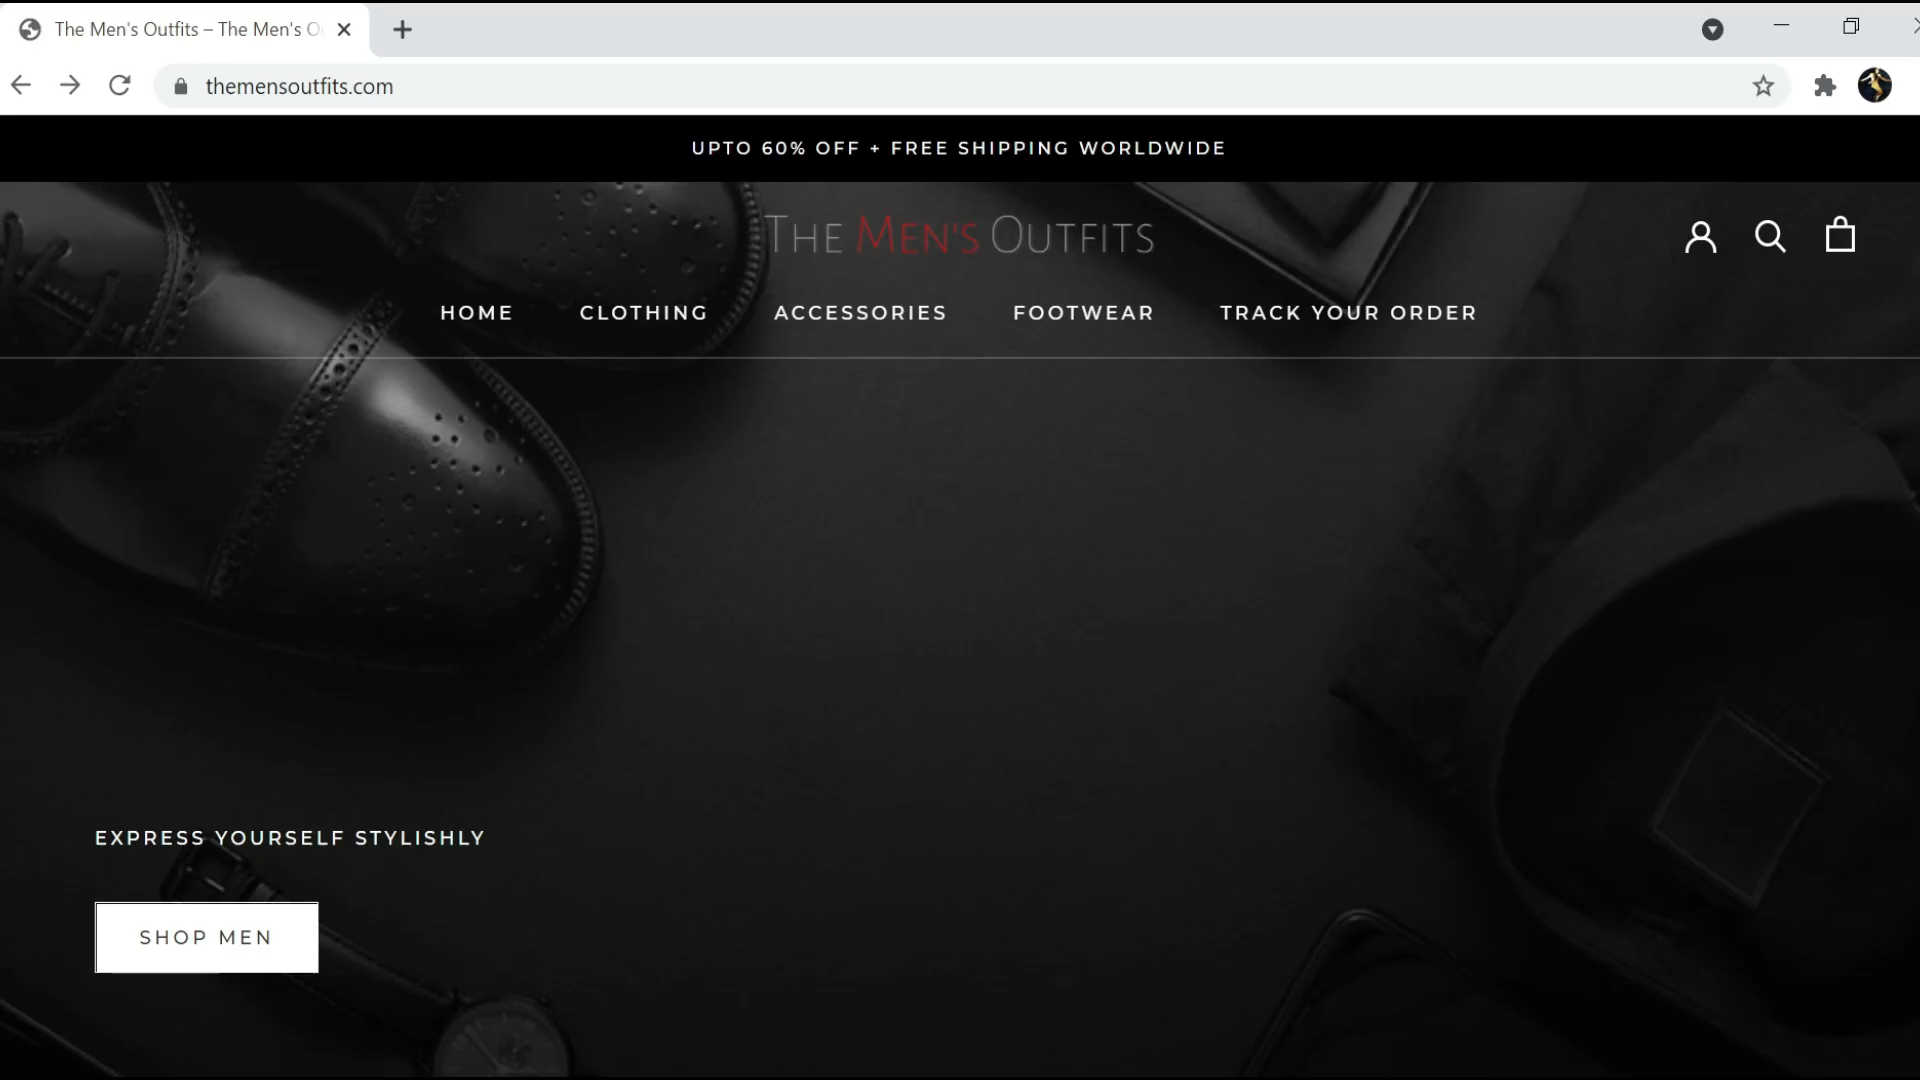 The Men's Outfits – The Men's O
themensoutfits.com
UPTO 60% OFF + FREE SHIPPING WORLDWIDE
THE MEN'S OUTFITS
HOME CLOTHING ACCESSORIES FOOTWEAR TRACK YOUR ORDER
EXPRESS YOURSELF STYLISHLY
SHOP MEN